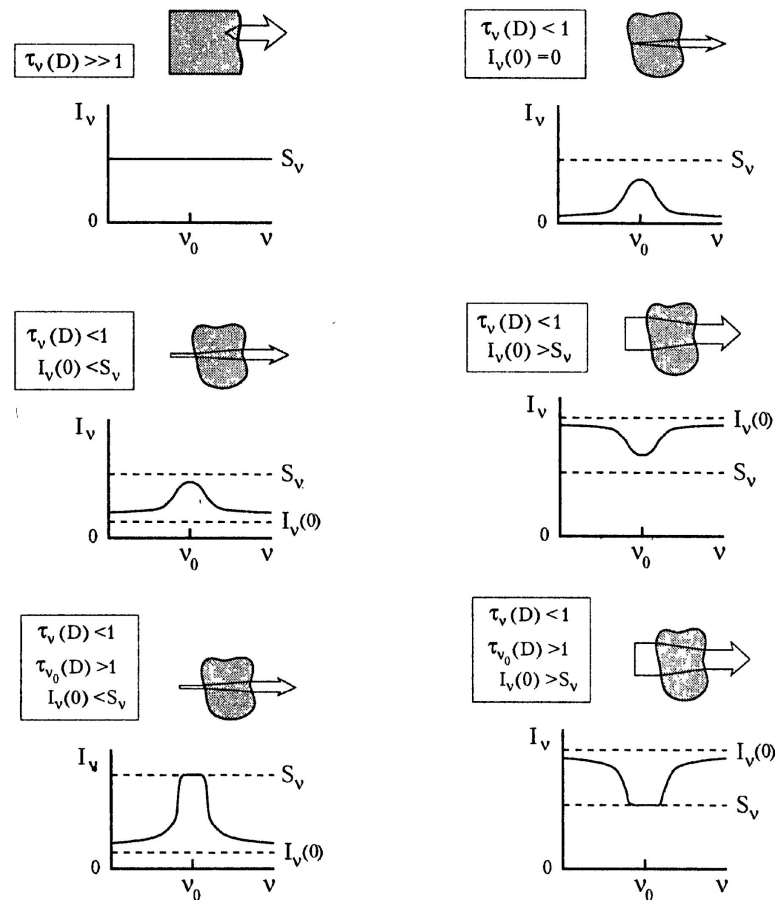 τν(D) >> 1
Iν
Sν
0
ν0
ν
τν(D) < 1
Iν(0) = 0
Iν
Sν
0
ν0
ν
τν(D) < 1
Iν(0) < Sν
Iν
Sν
Iν(0)
0
ν0
ν
τν(D) < 1
Iν(0) > Sν
Iν
Iν(0)
Sν
0
ν0
ν
τν(D) < 1
τν0(D) > 1
Iν(0) < Sν
Iν
Sν
Iν(0)
0
ν0
ν
τν(D) < 1
τν0(D) > 1
Iν(0) > Sν
Iν
Iν(0)
Sν
0
ν0
ν